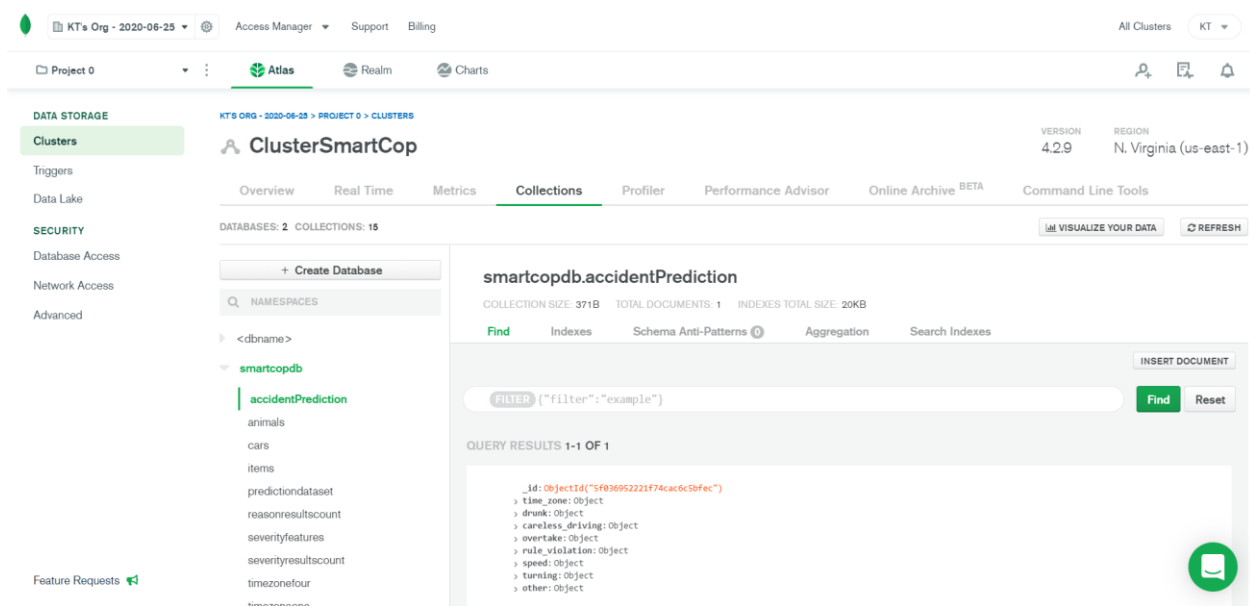 KT's Org - 2020-06-25 Access Manager Support Billing All Clusters KT
Project 0 Atlas Realm Charts
DATA STORAGE
Clusters
Triggers
Data Lake
SECURITY
Database Access
Network Access
Advanced
Feature Requests
KT'S ORG - 2020-06-25 > PROJECT 0 > CLUSTERS
ClusterSmartCop
VERSION
4.2.9
REGION
N. Virginia (us-east-1)
Overview Real Time Metrics Collections Profiler Performance Advisor Online Archive BETA Command Line Tools
DATABASES: 2 COLLECTIONS: 15
VISUALIZE YOUR DATA REFRESH
+ Create Database
NAMESPACES
<dbname>
smartcopdb
accidentPrediction
animals
cars
items
predictiondataset
reasonresultscount
severityfeatures
severityresultscount
timezonefour
smartcopdb.accidentPrediction
COLLECTION SIZE: 371B TOTAL DOCUMENTS: 1 INDEXES TOTAL SIZE: 20KB
Find Indexes Schema Anti-Patterns 0 Aggregation Search Indexes
INSERT DOCUMENT
FILTER {"filter":"example"} Find Reset
QUERY RESULTS 1-1 OF 1
_id: ObjectId("5f036952221f74cac6c5bfec")
> time_zone: Object
> drunk: Object
> careless_driving: Object
> overtake: Object
> rule_violation: Object
> speed: Object
> turning: Object
> other: Object